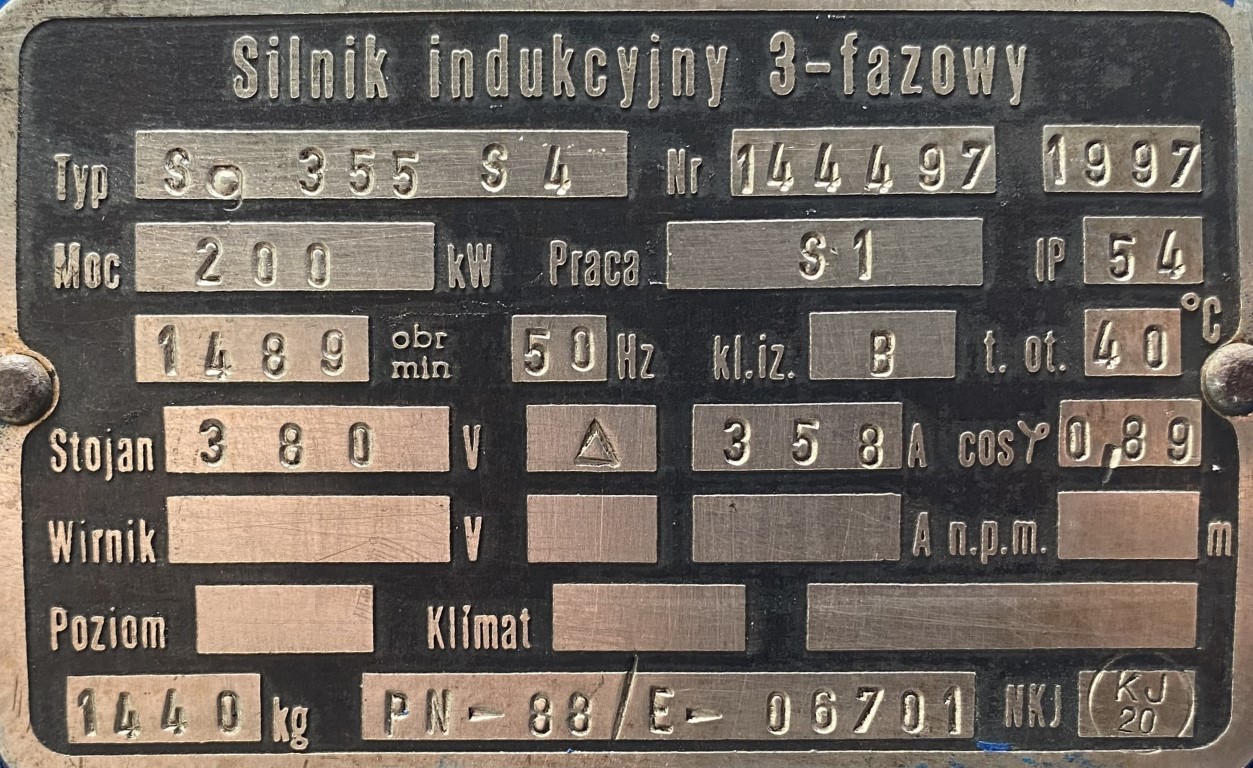 Silnik indukcyjny 3-fazowy
Typ Sg 355 S 4 Nr 144497 1997
Moc 200 kW Praca S1 IP 54
1489 obr/min 50 Hz kl.iz. B t. ot. 40 °C
Stojan 380 V △ 358 A cosφ 0,89
Wirnik V A n.p.m. m
Poziom Klimat
1440 kg PN-88/E-06701 NKJ KJ 20